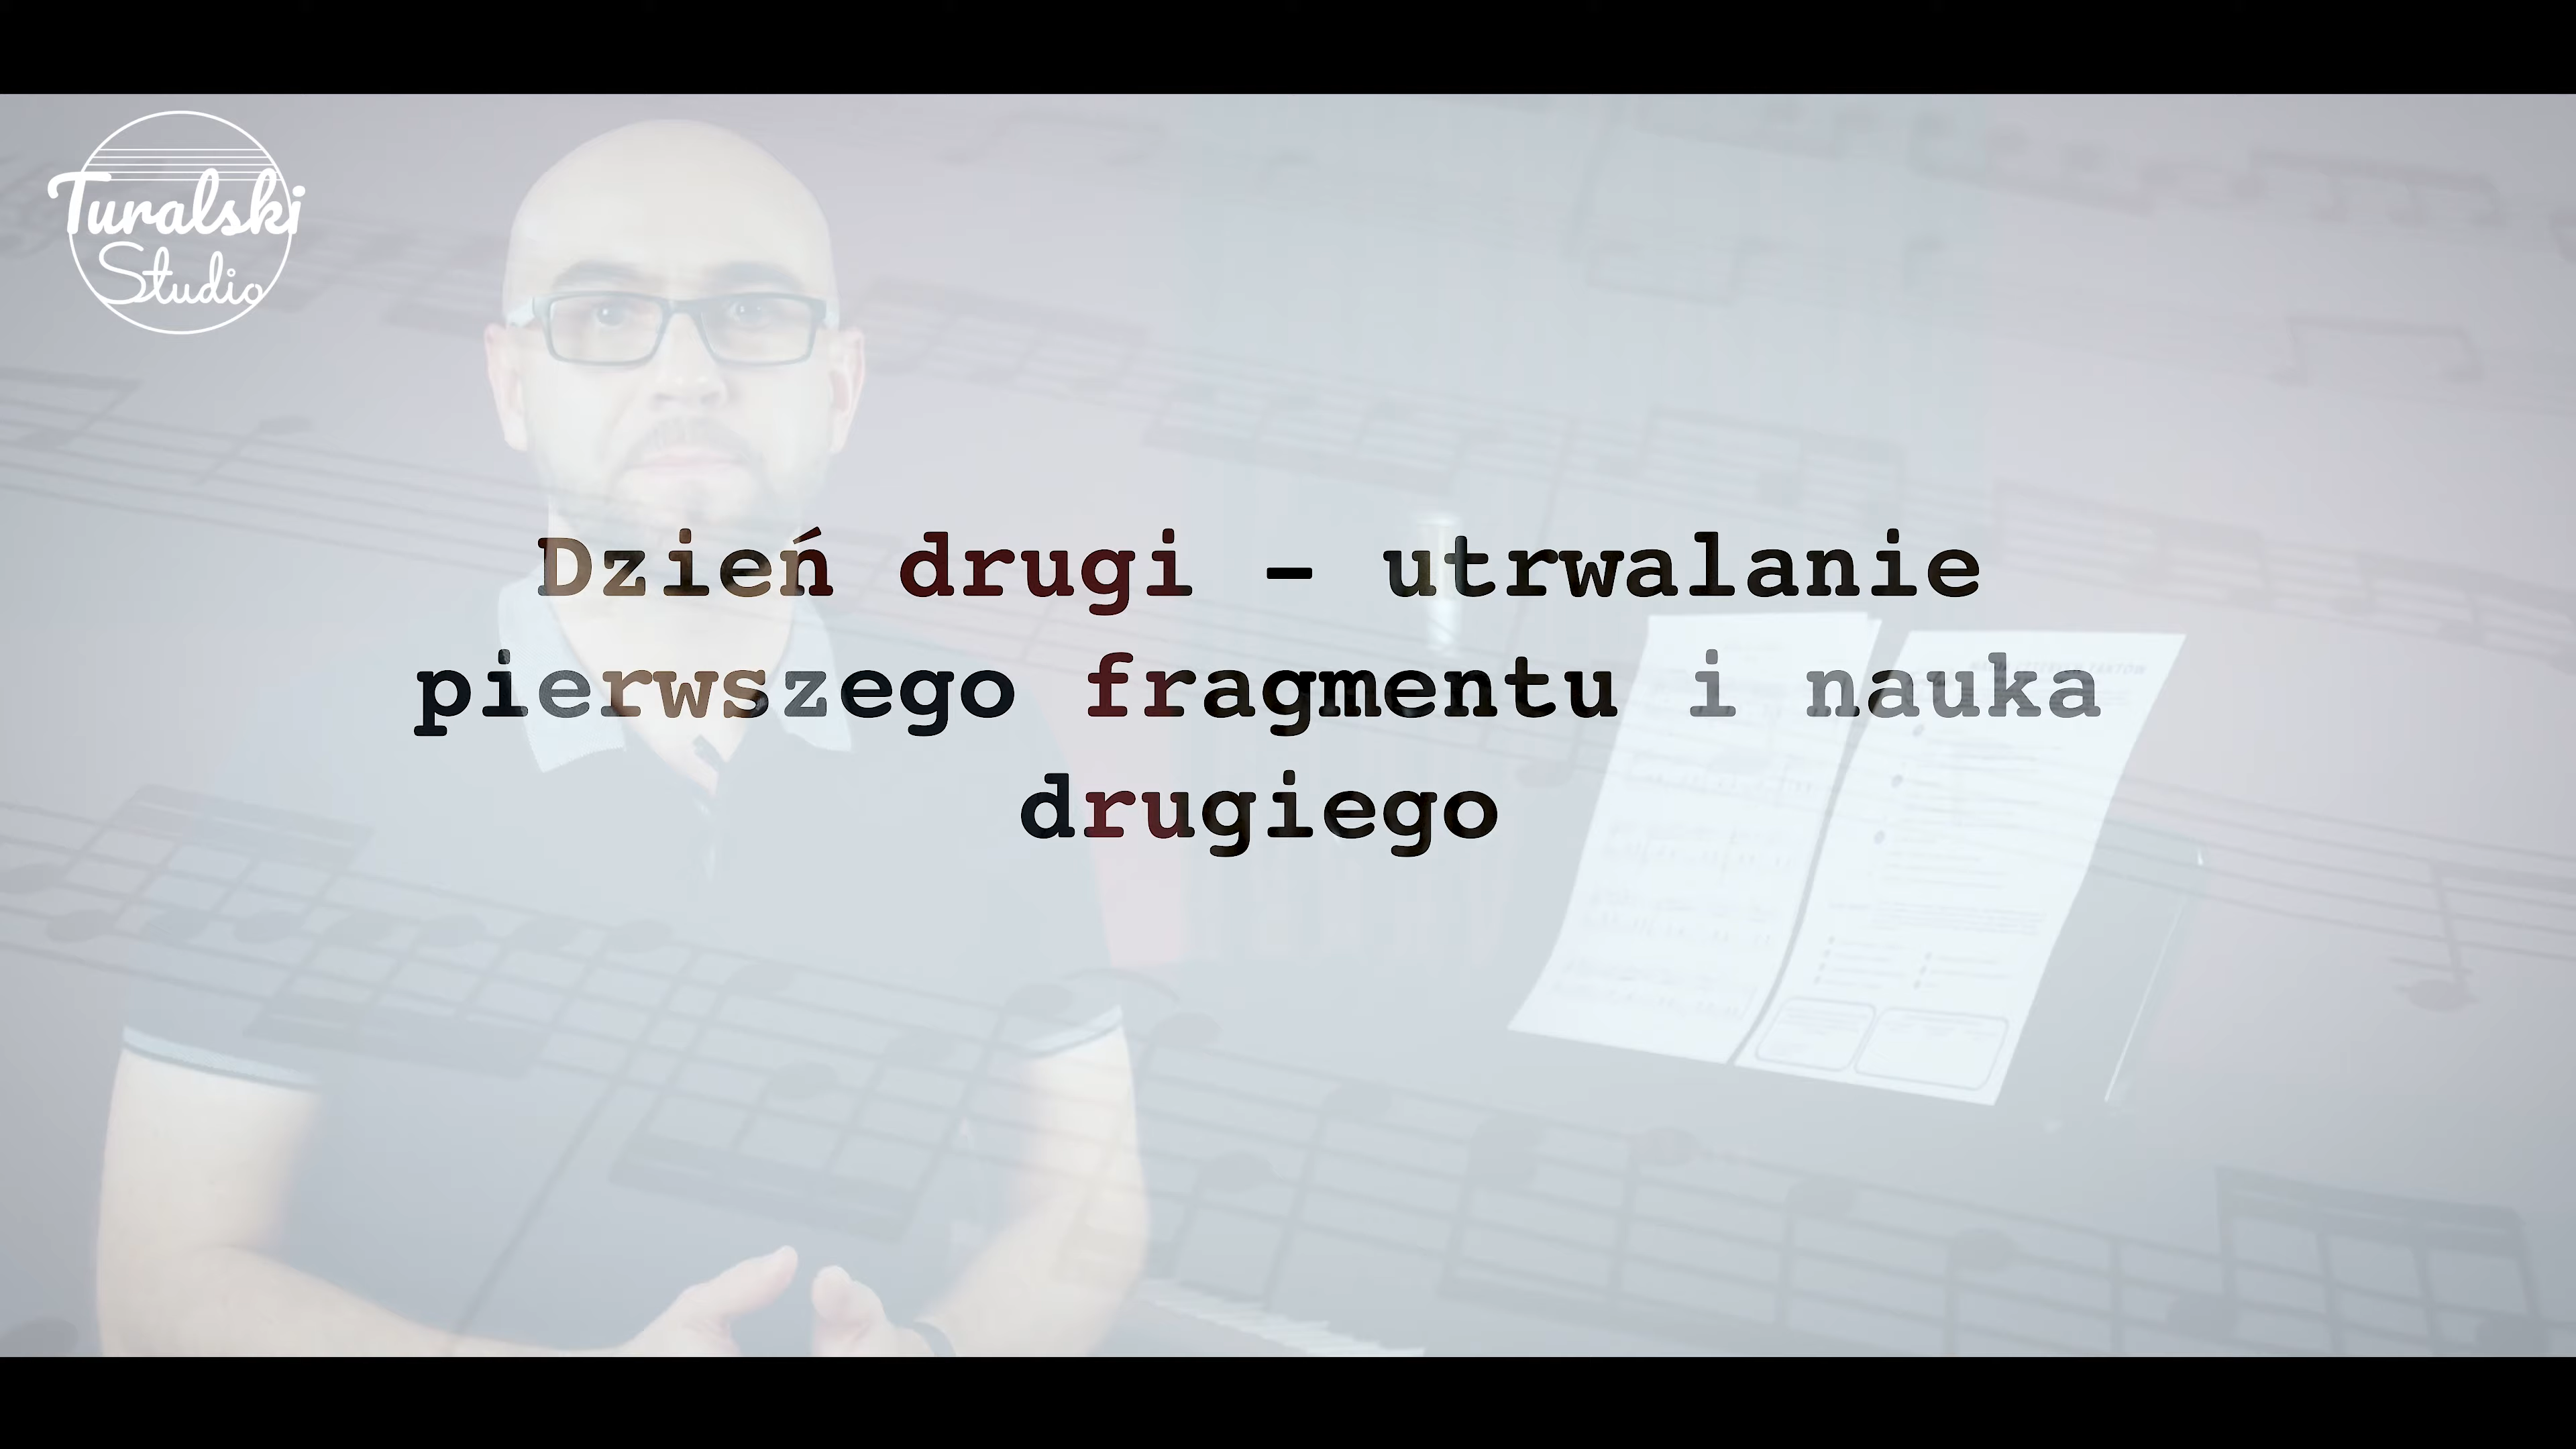 Turalski
Studio
Dzień drugi – utrwalanie
pierwszego fragmentu i nauka
drugiego